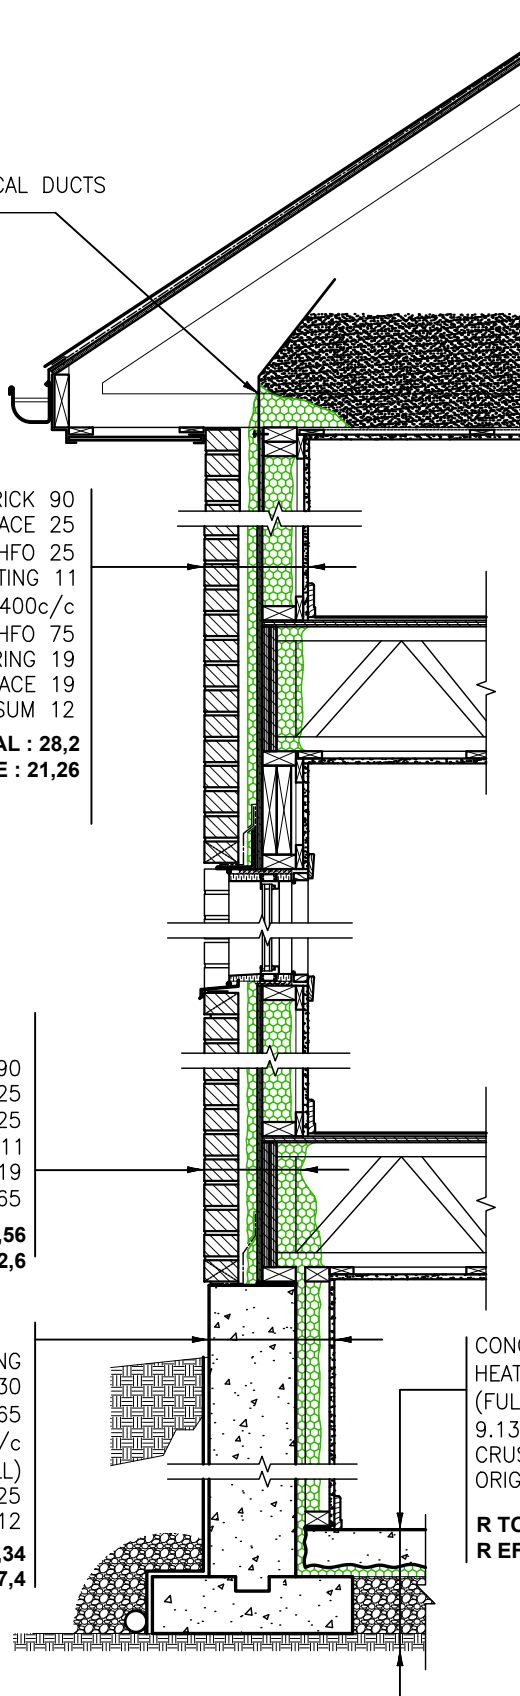 CAL DUCTS
RICK 90
ACE 25
HFO 25
TING 11
400c/c
HFO 75
RING 19
ACE 19
SUM 12
AL : 28,2
E : 21,26
90
25
25
11
19
65
,56
2,6
NG
30
65
/c
LL)
25
12
,34
7,4
CONC
HEAT
(FUL
9.13
CRUS
ORIG
R TO
R EF